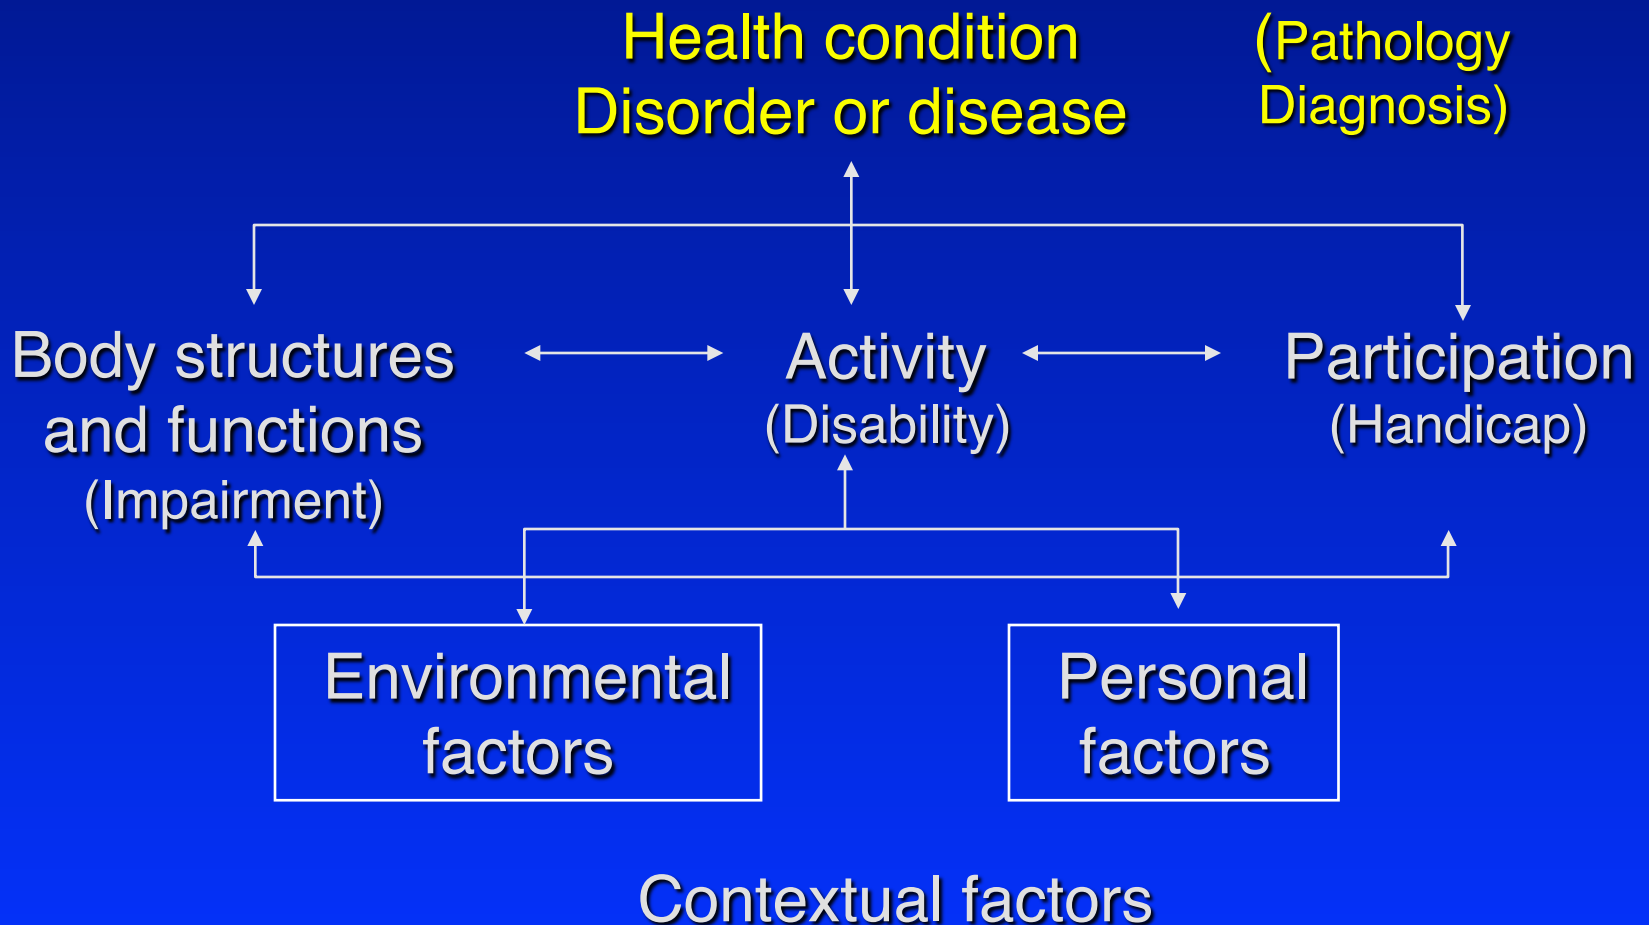 Health condition
Disorder or disease
(Pathology
Diagnosis)
Body structures
and functions
(Impairment)
Activity
(Disability)
Participation
(Handicap)
Environmental
factors
Personal
factors
Contextual factors